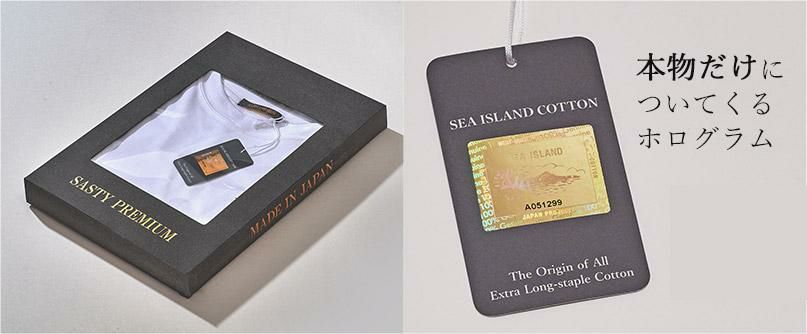 SASTY PREMIUM
MADE IN JAPAN
SEA ISLAND COTTON
SEA ISLAND
COTTON
A051299
The Origin of All
Extra Long-staple Cotton
本物だけに
ついてくる
ホログラム